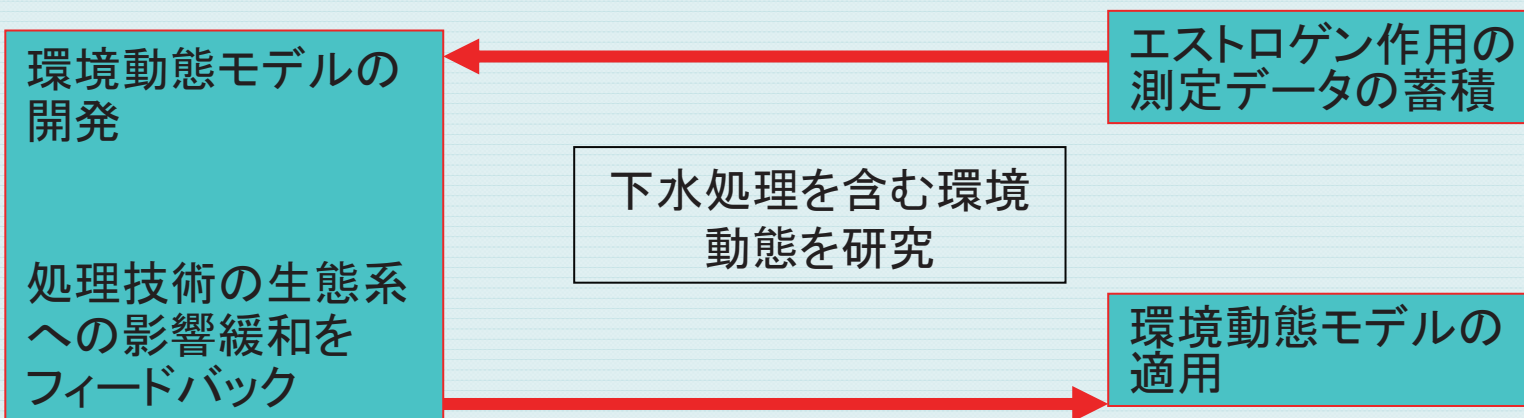 環境動態モデルの
開発
処理技術の生態系
への影響緩和を
フィードバック
下水処理を含む環境
動態を研究
エストロゲン作用の
測定データの蓄積
環境動態モデルの
適用